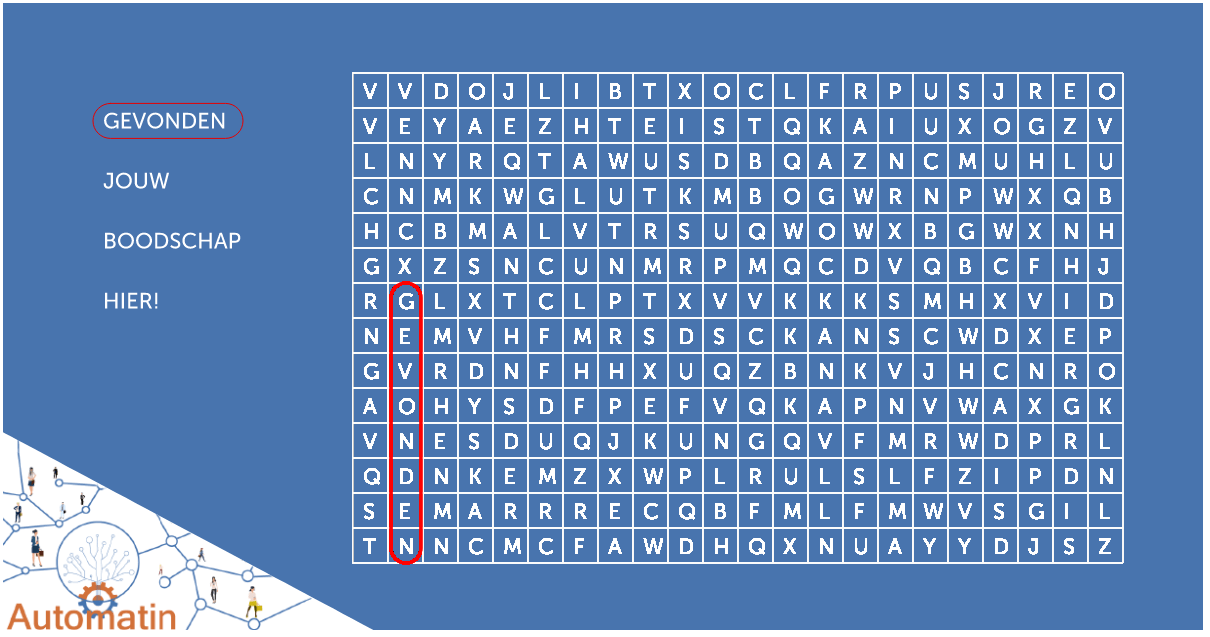 GEVONDEN
JOUW
BOODSCHAP
HIER!
V V D O J L I B T X O C L F R P U S J R E O
V E Y A E Z H T E I S T Q K A I U X O G Z V
L N Y R Q T A W U S D B Q A Z N C M U H L U
C N M K W G L U T K M B O G W R N P W X Q B
H C B M A L V T R S U Q W O W X B G W X N H
G X Z S N C U N M R P M Q C D V Q B C F H J
R G L X T C L P T X V V K K K S M H X V I D
N E M V H F M R S D S C K A N S C W D X E P
G V R D N F H H X U Q Z B N K V J H C N R O
A O H Y S D F P E F V Q K A P N V W A X G K
V N E S D U Q J K U N G Q V F M R W D P R L
Q D N K E M Z X W P L R U L S L F Z I P D N
S E M A R R R E C Q B F M L F M W V S G I L
T N N C M C F A W D H Q X N U A Y Y D J S Z
Automatin